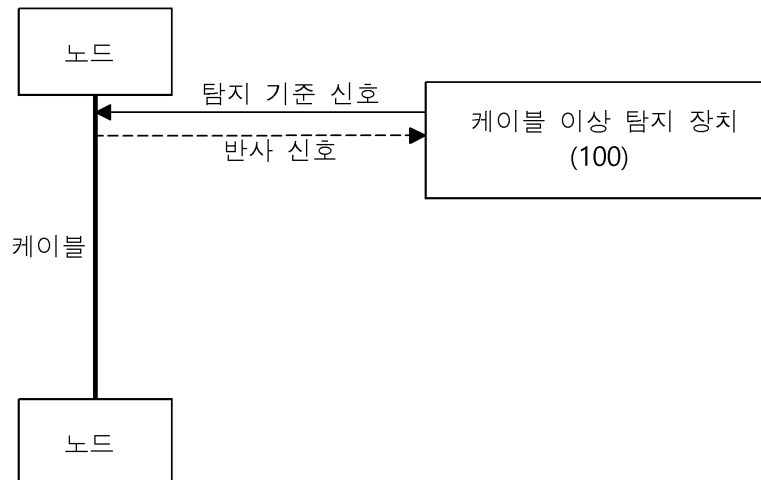 노드
탐지 기준 신호
케이블 이상 탐지 장치
(100)
반사 신호
케이블
노드